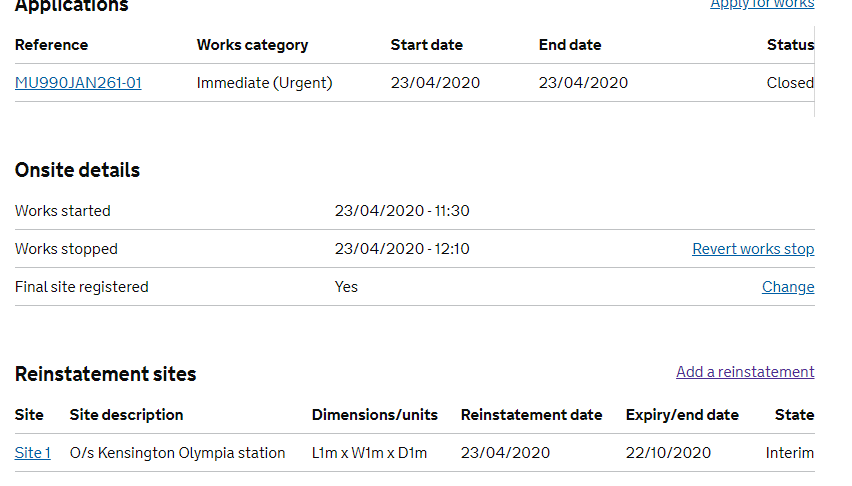 Applications Apply for works
Reference Works category Start date End date Status
MU990JAN261-01 Immediate (Urgent) 23/04/2020 23/04/2020 Closed
Onsite details
Works started 23/04/2020 - 11:30
Works stopped 23/04/2020 - 12:10 Revert works stop
Final site registered Yes Change
Reinstatement sites Add a reinstatement
Site Site description Dimensions/units Reinstatement date Expiry/end date State
Site 1 O/s Kensington Olympia station L1m x W1m x D1m 23/04/2020 22/10/2020 Interim